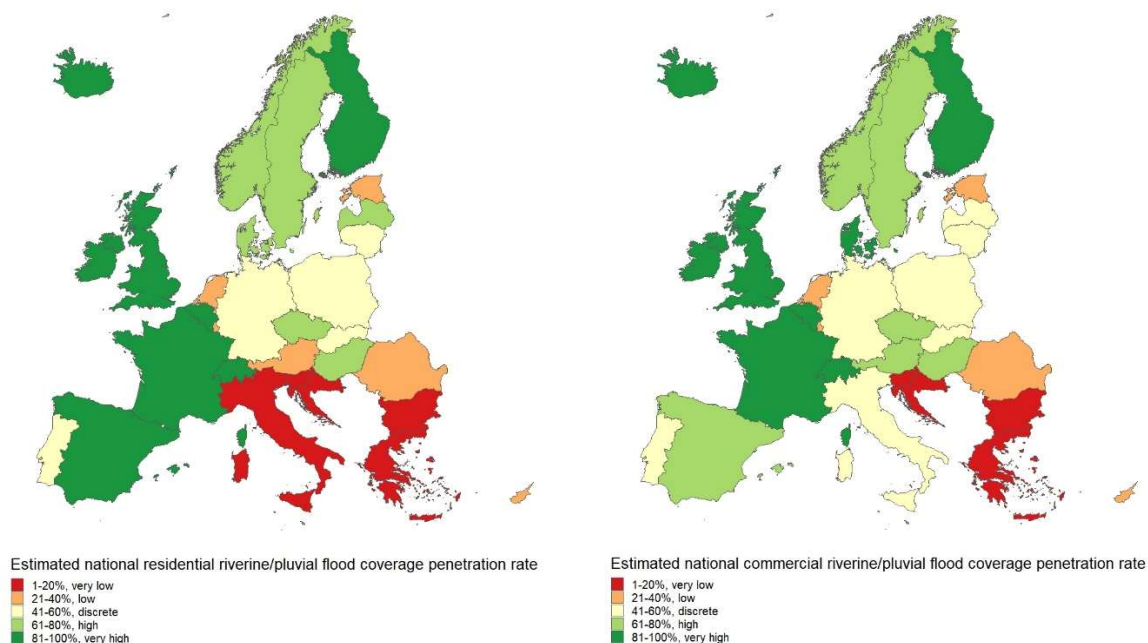 Estimated national residential riverine/pluvial flood coverage penetration rate
1-20%, very low
21-40%, low
41-60%, discrete
61-80%, high
81-100%, very high
Estimated national commercial riverine/pluvial flood coverage penetration rate
1-20%, very low
21-40%, low
41-60%, discrete
61-80%, high
81-100%, very high